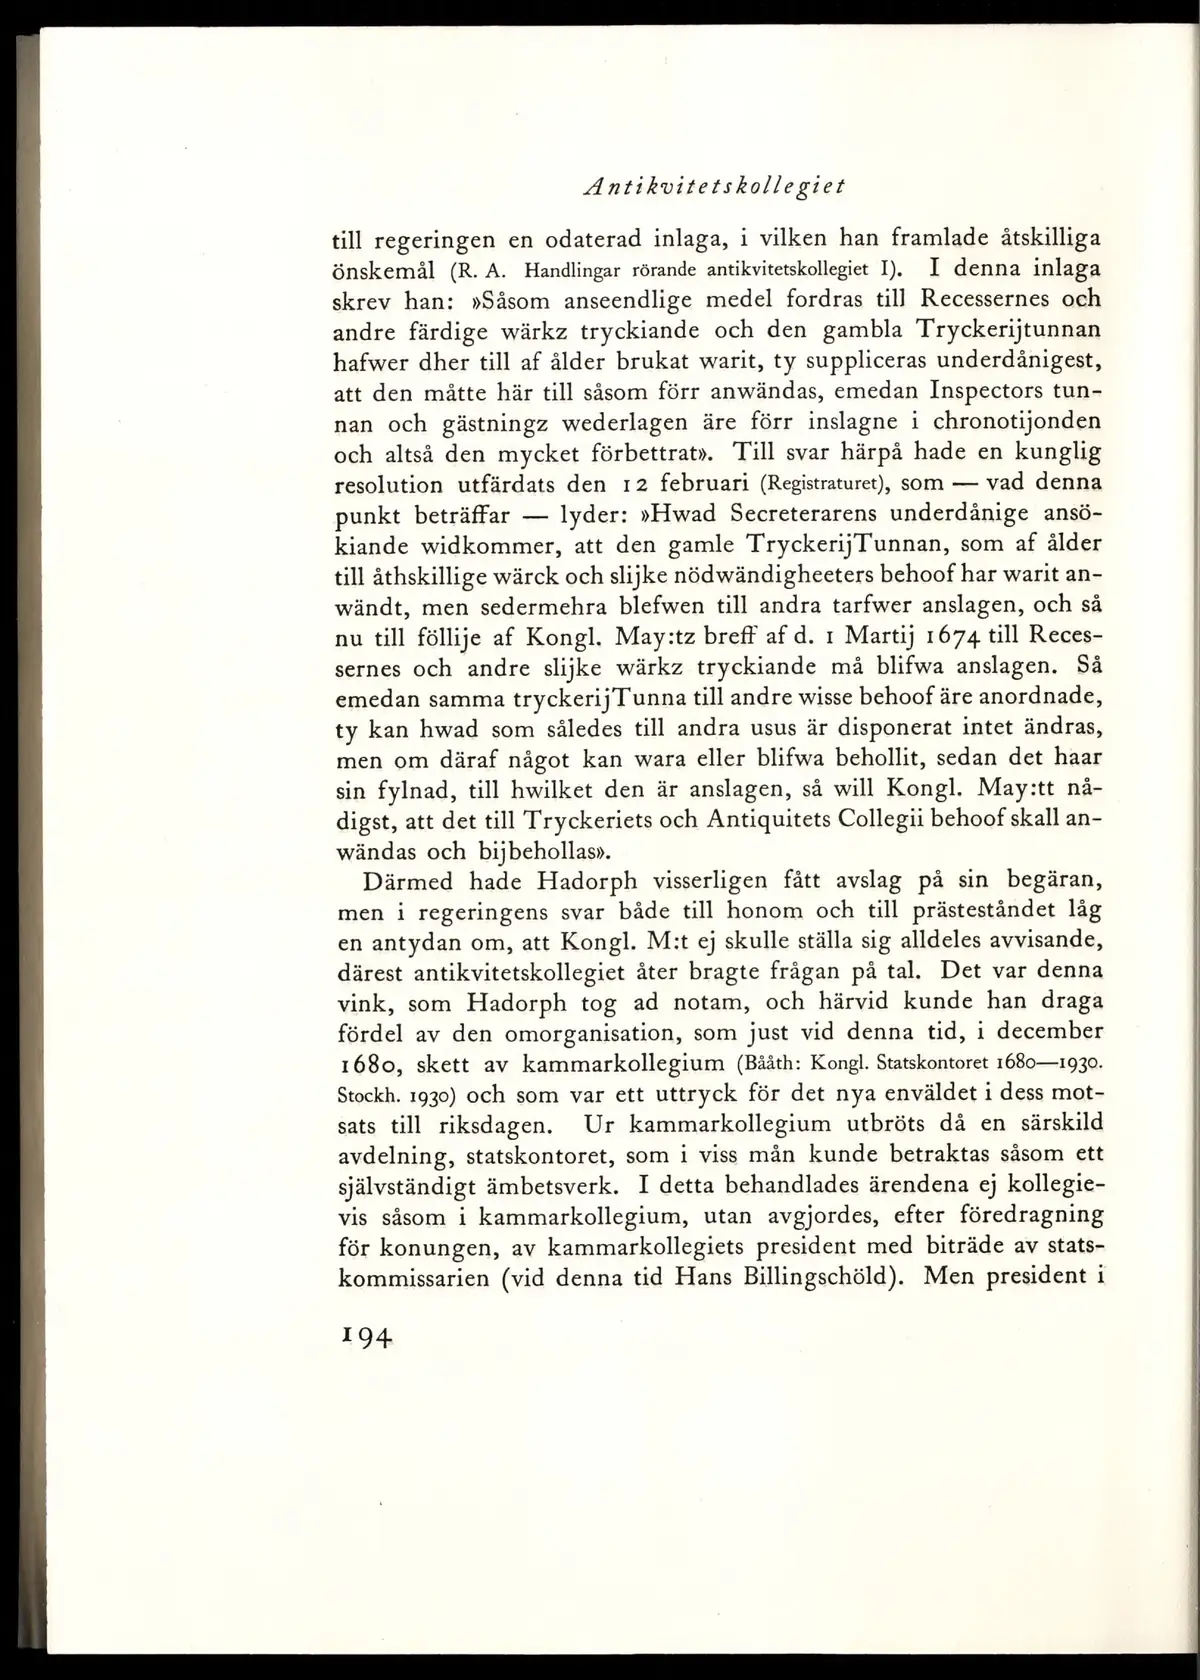 Antikvitetskollegiet
till regeringen en odaterad inlaga, i vilken han framlade åtskilliga
önskemål (R. A. Handlingar rörande antikvitetskollegiet I). I denna inlaga
skrev han: »Såsom anseendlige medel fordras till Recessernes och
andre färdige wärkz tryckiande och den gambla Tryckerijtunnan
hafwer dher till af ålder brukat warit, ty suppliceras underdånigest,
att den måtte här till såsom förr anwändas, emedan Inspectors tun-
nan och gästningz wederlagen äre förr inslagne i chronotijonden
och altså den mycket förbettrat». Till svar härpå hade en kunglig
resolution utfärdats den 12 februari (Registraturet), som — vad denna
punkt beträffar — lyder: »Hwad Secreterarens underdånige ansö-
kiande widkommer, att den gamle TryckerijTunnan, som af ålder
till åthskillige wärck och slijke nödwändigheeters behoof har warit an-
wändt, men sedermehra blefwen till andra tarfwer anslagen, och så
nu till föllije af Kongl. May:tz breff af d. 1 Martij 1674 till Reces-
sernes och andre slijke wärkz tryckiande må blifwa anslagen. Så
emedan samma tryckerijTunna till andre wisse behoof äre anordnade,
ty kan hwad som således till andra usus är disponerat intet ändras,
men om däraf något kan wara eller blifwa behollit, sedan det haar
sin fylnad, till hwilket den är anslagen, så will Kongl. May:tt nå-
digst, att det till Tryckeriets och Antiquitets Collegii behoof skall an-
wändas och bijbehollas».
Därmed hade Hadorph visserligen fått avslag på sin begäran,
men i regeringens svar både till honom och till prästeståndet låg
en antydan om, att Kongl. M:t ej skulle ställa sig alldeles avvisande,
därest antikvitetskollegiet åter bragte frågan på tal. Det var denna
vink, som Hadorph tog ad notam, och härvid kunde han draga
fördel av den omorganisation, som just vid denna tid, i december
1680, skett av kammarkollegium (Bååth: Kongl. Statskontoret 1680—1930.
Stockh. 1930) och som var ett uttryck för det nya enväldet i dess mot-
sats till riksdagen. Ur kammarkollegium utbröts då en särskild
avdelning, statskontoret, som i viss mån kunde betraktas såsom ett
självständigt ämbetsverk. I detta behandlades ärendena ej kollegie-
vis såsom i kammarkollegium, utan avgjordes, efter föredragning
för konungen, av kammarkollegiets president med biträde av stats-
kommissarien (vid denna tid Hans Billingschöld). Men president i
194